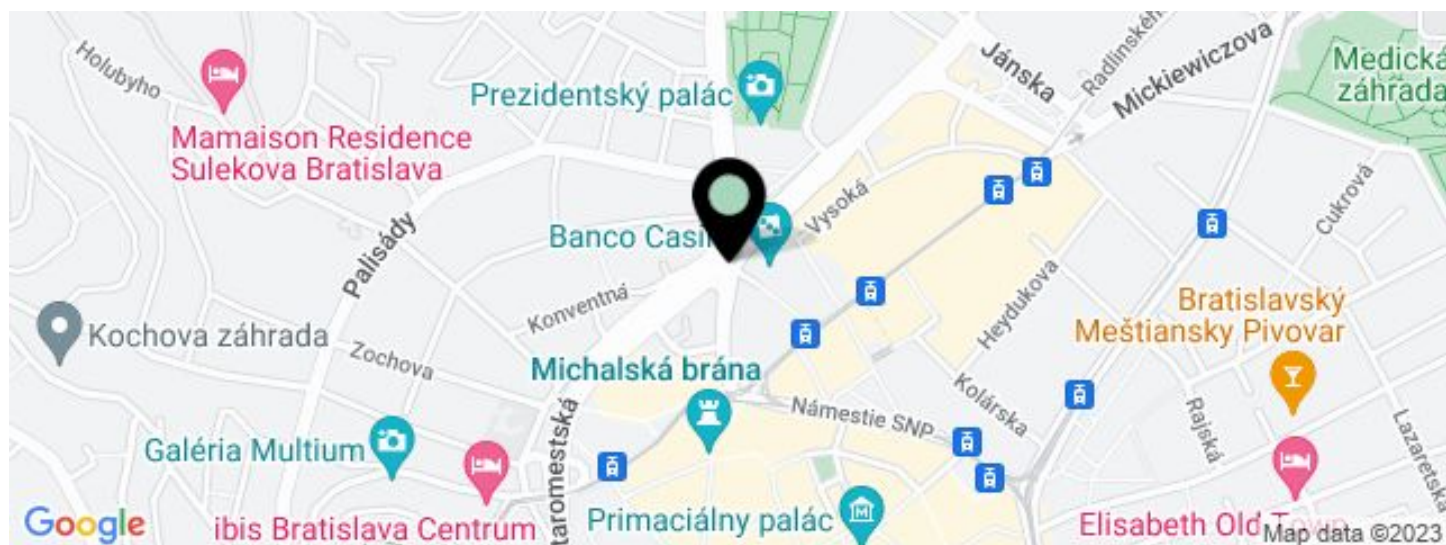 Holubyho
Mamaison Residence
Sulekova Bratislava
Prezidentský palác
Jánska
Radlinského
Mickiewiczova
Medická
záhrada
Palisády
Banco Casin
Vysoká
Cukrová
Konventná
Heydukova
Bratislavský
Meštiansky Pivovar
Kochova záhrada
Zochova
Michalská brána
Námestie SNP
Kolárska
Rajská
Lazaretská
Galéria Multium
Staromestská
ibis Bratislava Centrum
Primaciálny palác
Elisabeth Old Town
Google
Map data ©2023